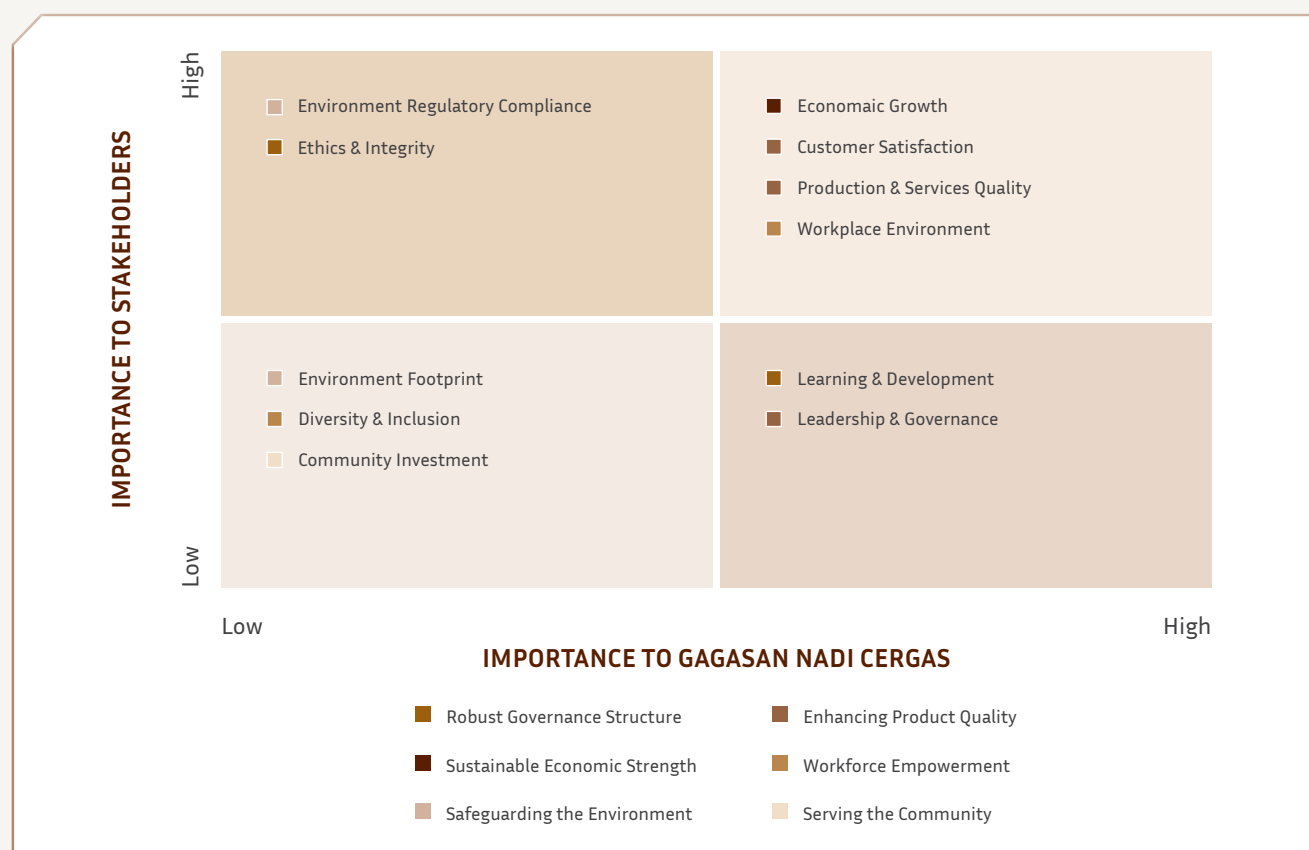 High
IMPORTANCE TO STAKEHOLDERS
Low
Environment Regulatory Compliance
Ethics & Integrity
Economaic Growth
Customer Satisfaction
Production & Services Quality
Workplace Environment
Environment Footprint
Diversity & Inclusion
Community Investment
Learning & Development
Leadership & Governance
Low
High
IMPORTANCE TO GAGASAN NADI CERGAS
Robust Governance Structure
Enhancing Product Quality
Sustainable Economic Strength
Workforce Empowerment
Safeguarding the Environment
Serving the Community